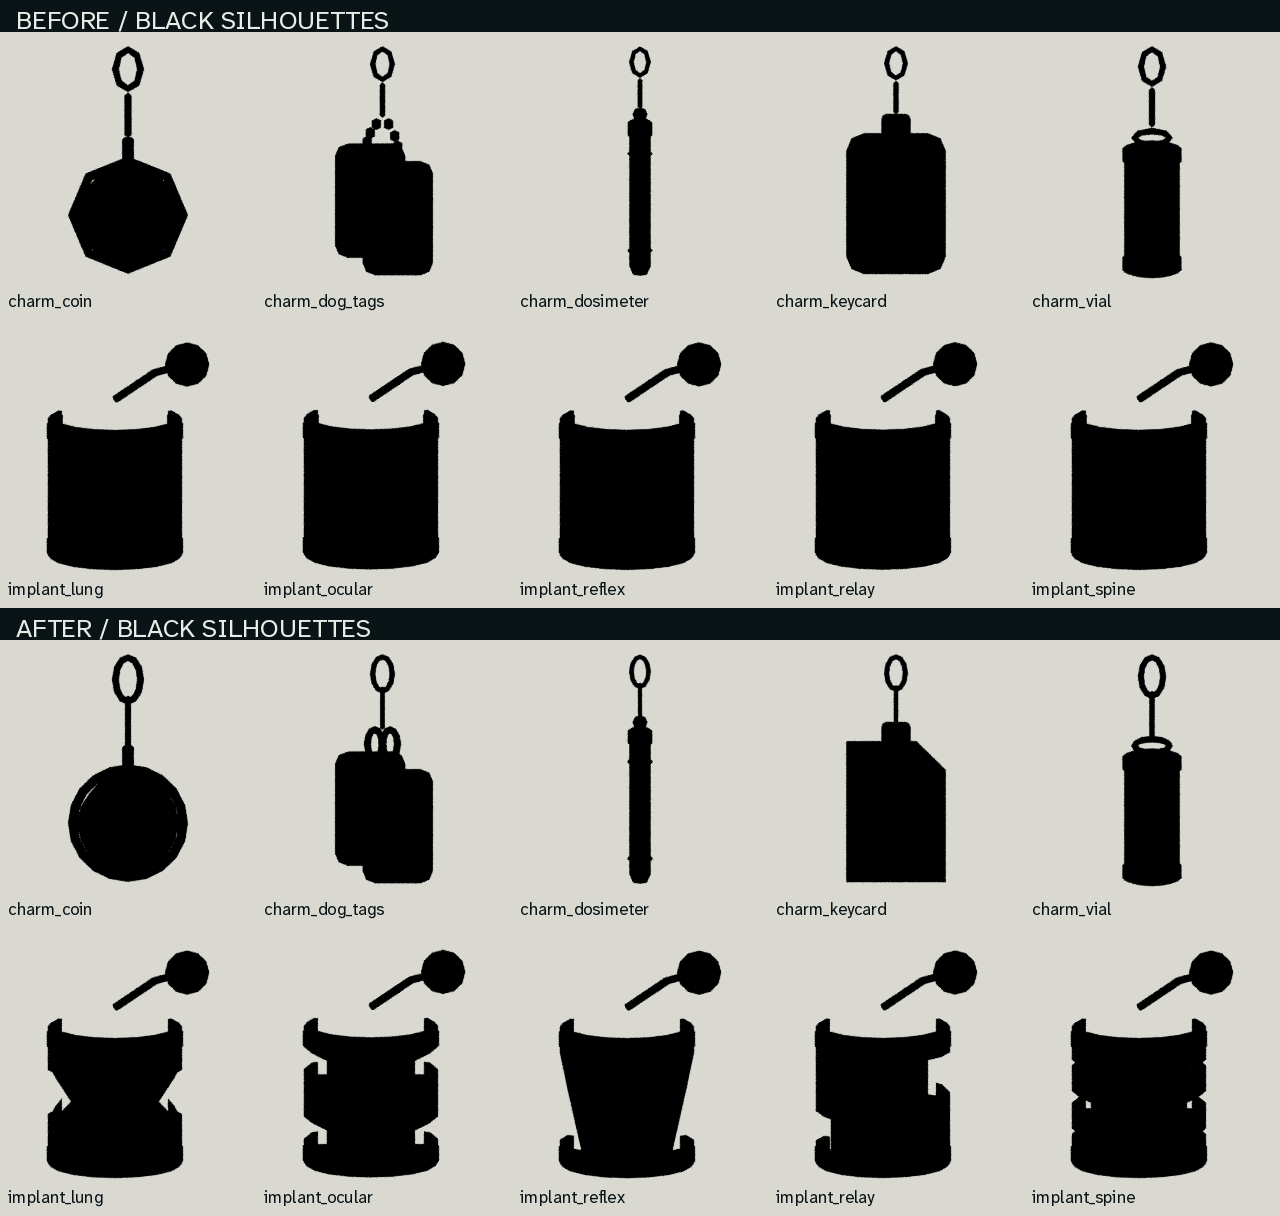 BEFORE / BLACK SILHOUETTES
charm_coin charm_dog_tags charm_dosimeter charm_keycard charm_vial
implant_lung implant_ocular implant_reflex implant_relay implant_spine
AFTER / BLACK SILHOUETTES
charm_coin charm_dog_tags charm_dosimeter charm_keycard charm_vial
implant_lung implant_ocular implant_reflex implant_relay implant_spine